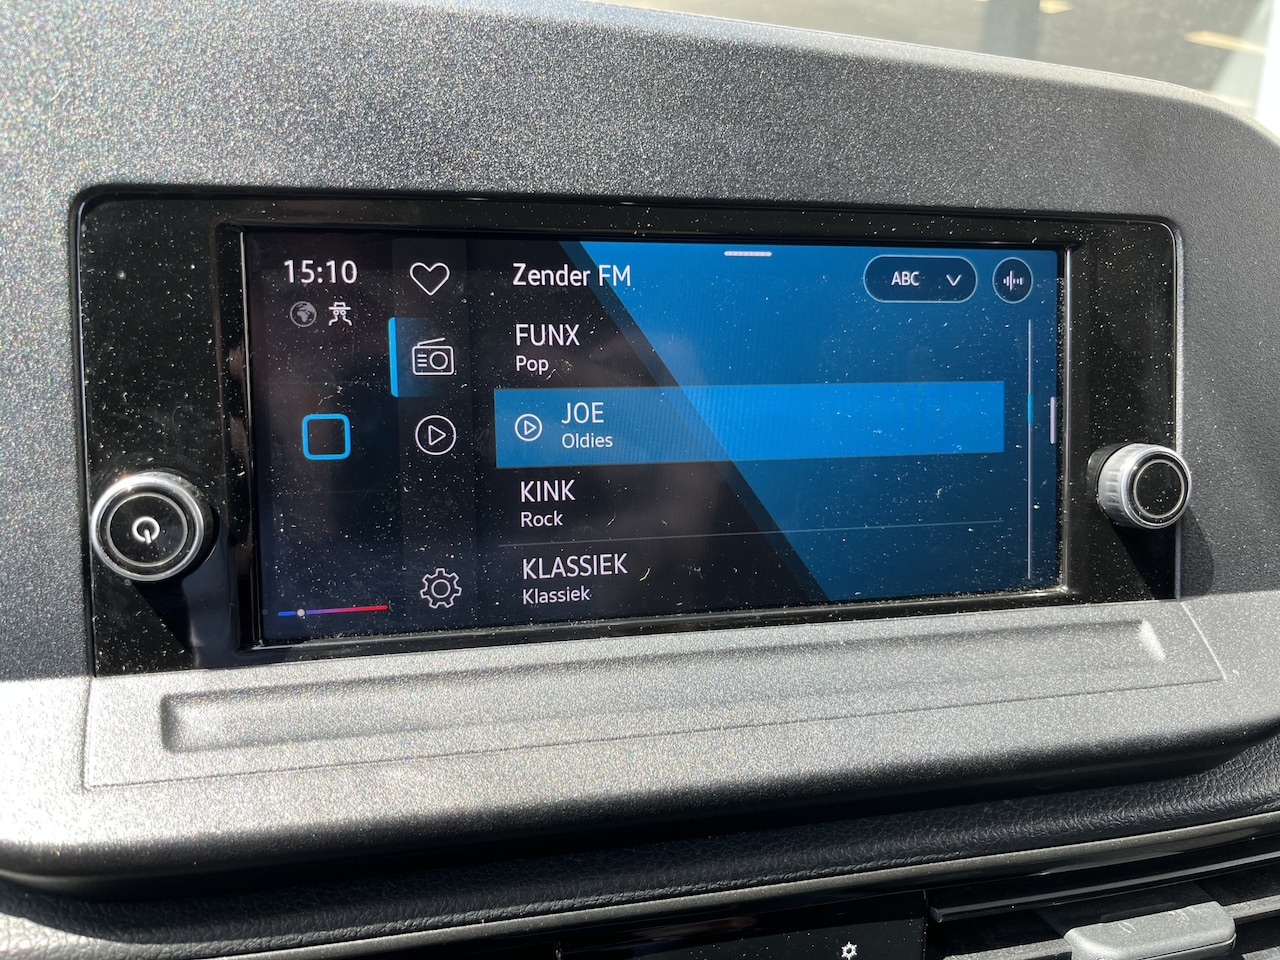 15:10
Zender FM
ABC
FUNX
Pop
JOE
Oldies
KINK
Rock
KLASSIEK
Klassiek